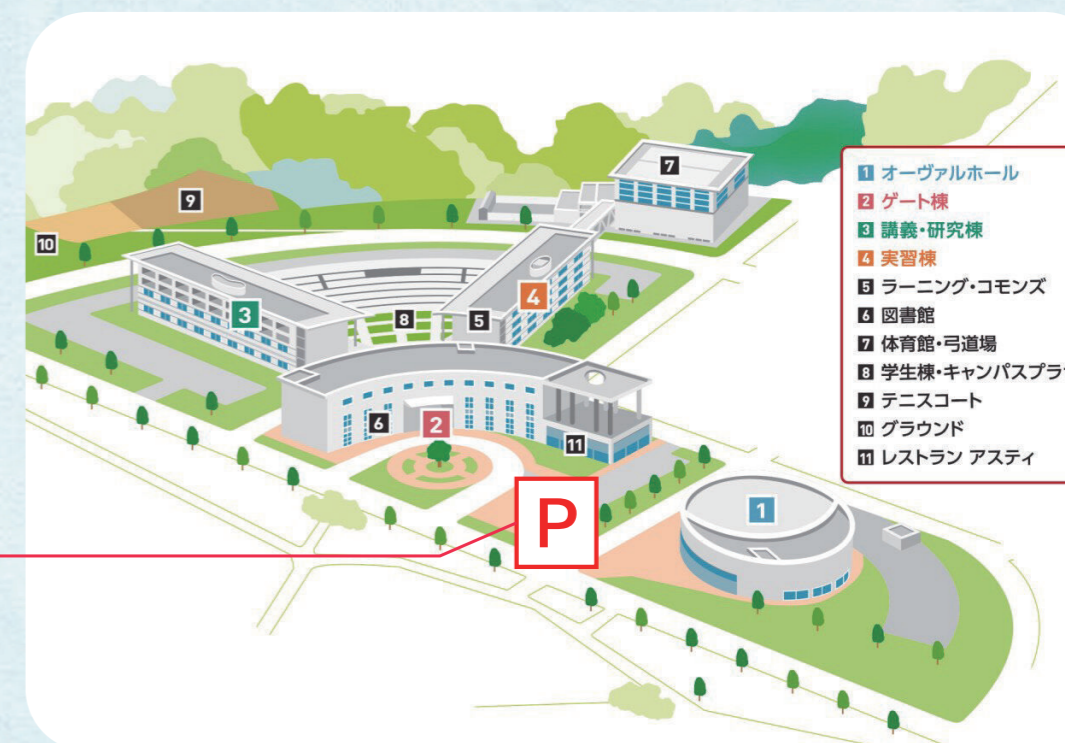 7
9
10
4
3
8
5
6
2
11
P
1
1 オーヴァルホール
2 ゲート棟
3 講義・研究棟
4 実習棟
5 ラーニング・コモンズ
6 図書館
7 体育館・弓道場
8 学生棟・キャンパスプラ
9 テニスコート
10 グラウンド
11 レストラン アスティ